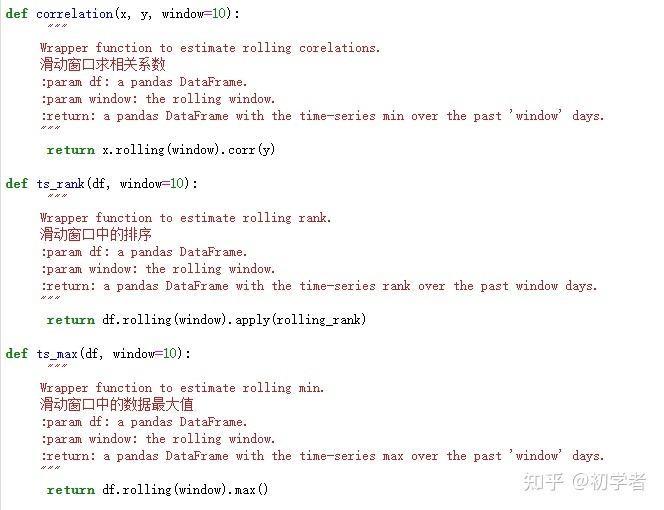 def correlation(x, y, window=10):
"""
Wrapper function to estimate rolling corelations.
滑动窗口求相关系数
:param df: a pandas DataFrame.
:param window: the rolling window.
:return: a pandas DataFrame with the time-series min over the past 'window' days.
"""
return x.rolling(window).corr(y)
def ts_rank(df, window=10):
"""
Wrapper function to estimate rolling rank.
滑动窗口中的排序
:param df: a pandas DataFrame.
:param window: the rolling window.
:return: a pandas DataFrame with the time-series rank over the past window days.
"""
return df.rolling(window).apply(rolling_rank)
def ts_max(df, window=10):
"""
Wrapper function to estimate rolling min.
滑动窗口中的数据最大值
:param df: a pandas DataFrame.
:param window: the rolling window.
:return: a pandas DataFrame with the time-series max over the past 'window' days.
"""
return df.rolling(window).max()
知乎 @初学者